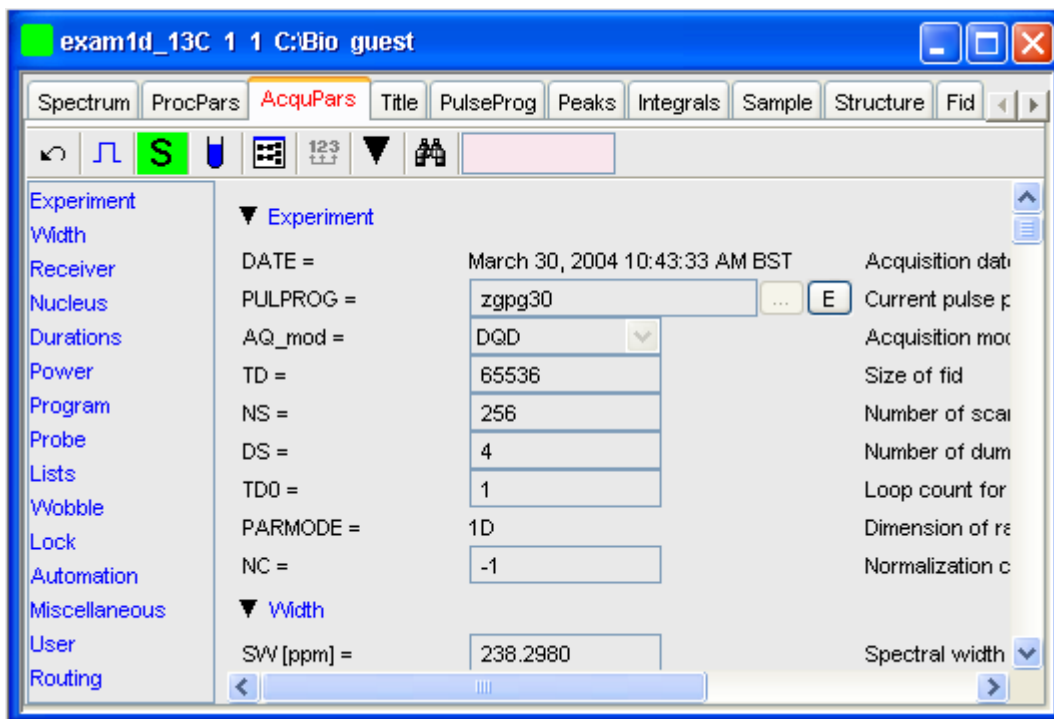 exam1d_13C 1 1 C:\Bio guest
Spectrum ProcPars AcquPars Title PulseProg Peaks Integrals Sample Structure Fid
S 123
Experiment
Width
Receiver
Nucleus
Durations
Power
Program
Probe
Lists
Wobble
Lock
Automation
Miscellaneous
User
Routing
Experiment
DATE = March 30, 2004 10:43:33 AM BST Acquisition date
PULPROG = zgpg30 ... E Current pulse p
AQ_mod = DQD Acquisition mod
TD = 65536 Size of fid
NS = 256 Number of scan
DS = 4 Number of dum
TD0 = 1 Loop count for
PARMODE = 1D Dimension of ra
NC = -1 Normalization c
Width
SW [ppm] = 238.2980 Spectral width